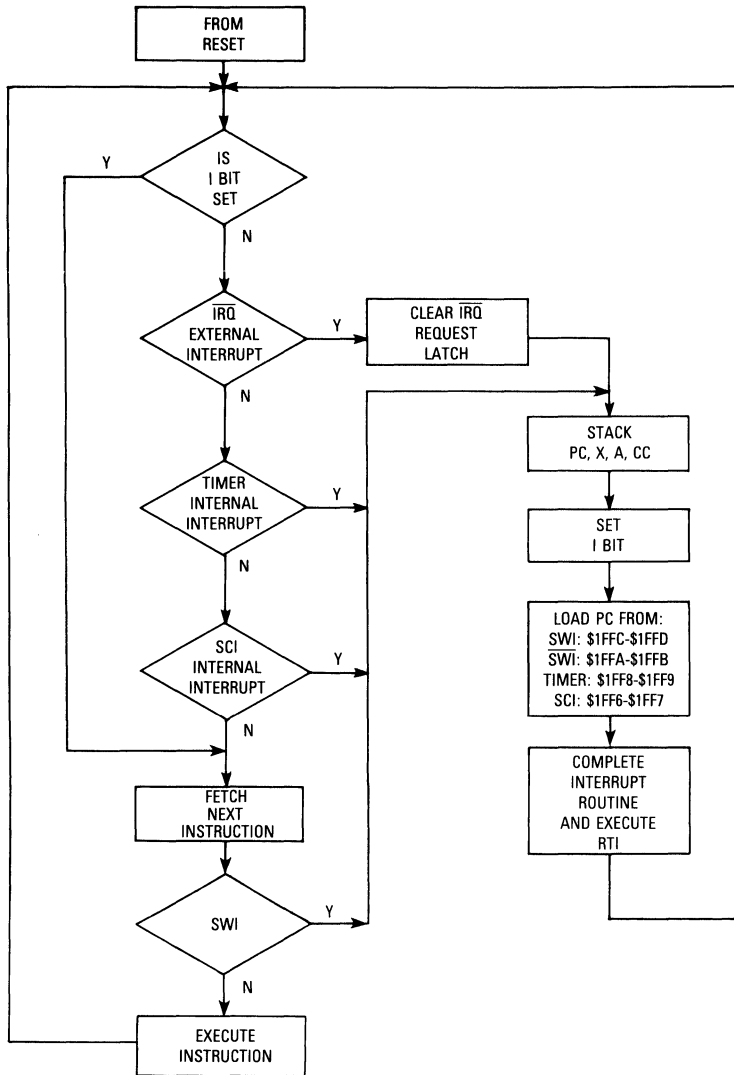 FROM
RESET
IS
I BIT
SET
Y
N
IRQ
EXTERNAL
INTERRUPT
Y
N
CLEAR IRQ
REQUEST
LATCH
TIMER
INTERNAL
INTERRUPT
Y
N
SCI
INTERNAL
INTERRUPT
Y
N
FETCH
NEXT
INSTRUCTION
SWI
Y
N
EXECUTE
INSTRUCTION
STACK
PC, X, A, CC
SET
I BIT
LOAD PC FROM:
SWI: $1FFC-$1FFD
SWI: $1FFA-$1FFB
TIMER: $1FF8-$1FF9
SCI: $1FF6-$1FF7
COMPLETE
INTERRUPT
ROUTINE
AND EXECUTE
RTI